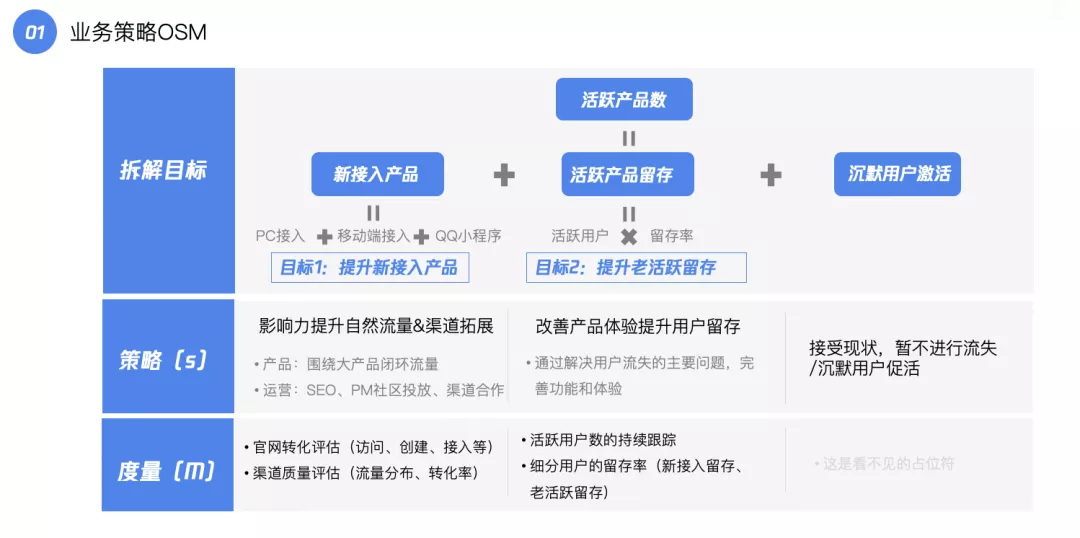 01 业务策略OSM
活跃产品数
拆解目标
新接入产品 + 活跃产品留存 + 沉默用户激活
PC接入 + 移动端接入 + QQ小程序
活跃用户 × 留存率
目标1：提升新接入产品
目标2：提升老活跃留存
策略（s）
影响力提升自然流量&渠道拓展
• 产品：围绕大产品闭环流量
• 运营：SEO、PM社区投放、渠道合作
改善产品体验提升用户留存
• 通过解决用户流失的主要问题，完
善功能和体验
接受现状，暂不进行流失
/沉默用户促活
度量（M）
• 官网转化评估（访问、创建、接入等）
• 渠道质量评估（流量分布、转化率）
• 活跃用户数的持续跟踪
• 细分用户的留存率（新接入留存、
老活跃留存）
• 这是看不见的占位符